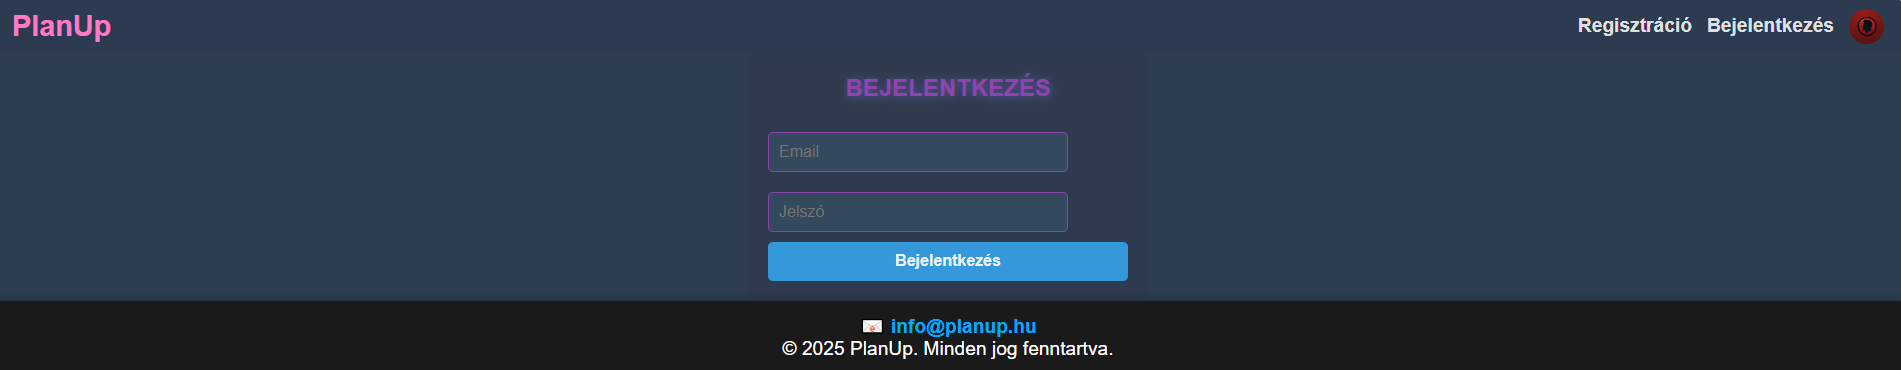 PlanUp
Regisztráció Bejelentkezés
BEJELENTKEZÉS
Email
Jelszó
Bejelentkezés
info@planup.hu
© 2025 PlanUp. Minden jog fenntartva.